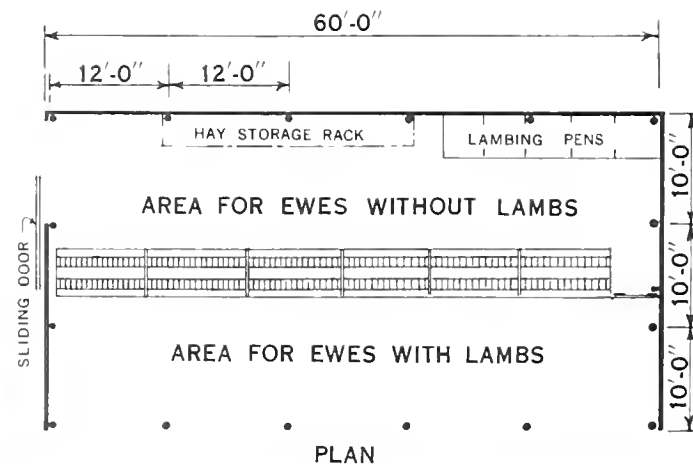 60'-0"
12'-0" 12'-0"
HAY STORAGE RACK
LAMBING PENS
10'-0"
AREA FOR EWES WITHOUT LAMBS
SLIDING DOOR
10'-0"
AREA FOR EWES WITH LAMBS
10'-0"
PLAN